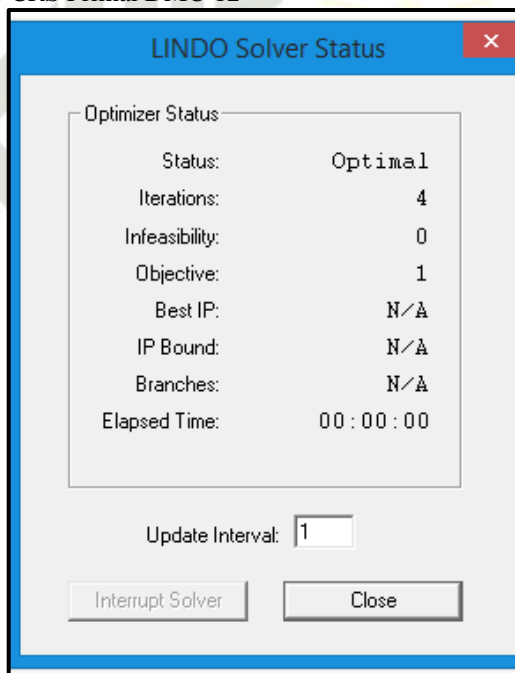 LINDO Solver Status
Optimizer Status
Status: Optimal
Iterations: 4
Infeasibility: 0
Objective: 1
Best IP: N/A
IP Bound: N/A
Branches: N/A
Elapsed Time: 00:00:00
Update Interval: 1
Interrupt Solver Close